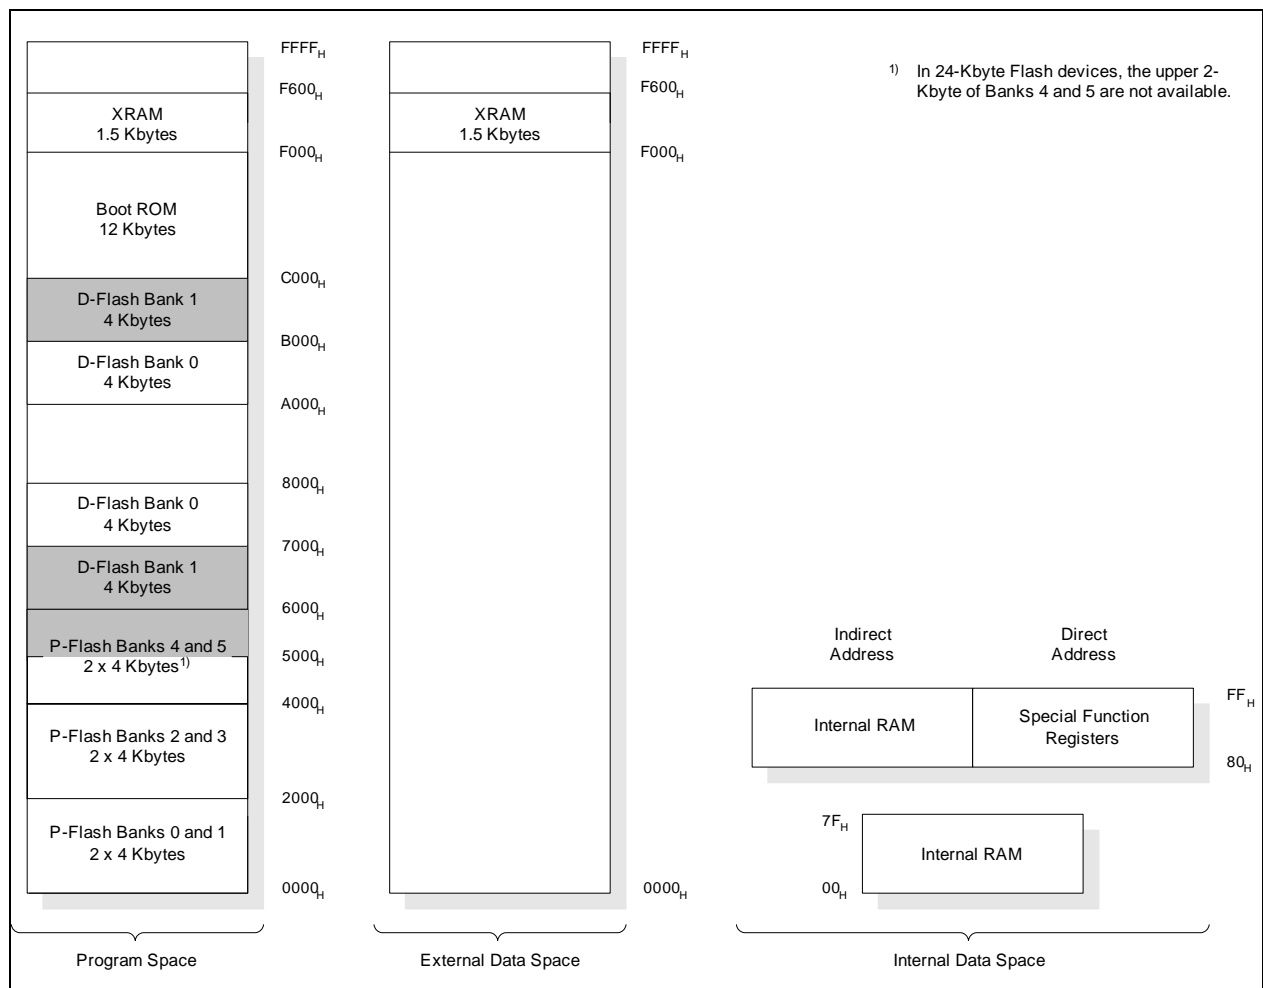 FFFFH
F600H
XRAM
1.5 Kbytes
F000H
Boot ROM
12 Kbytes
C000H
D-Flash Bank 1
4 Kbytes
B000H
D-Flash Bank 0
4 Kbytes
A000H
8000H
D-Flash Bank 0
4 Kbytes
7000H
D-Flash Bank 1
4 Kbytes
6000H
P-Flash Banks 4 and 5
2 x 4 Kbytes1)
5000H
4000H
P-Flash Banks 2 and 3
2 x 4 Kbytes
2000H
P-Flash Banks 0 and 1
2 x 4 Kbytes
0000H
Program Space
FFFFH
F600H
XRAM
1.5 Kbytes
F000H
0000H
External Data Space
1) In 24-Kbyte Flash devices, the upper 2-
Kbyte of Banks 4 and 5 are not available.
Indirect
Address
Direct
Address
Internal RAM
Special Function
Registers
FFH
80H
7FH
Internal RAM
00H
Internal Data Space